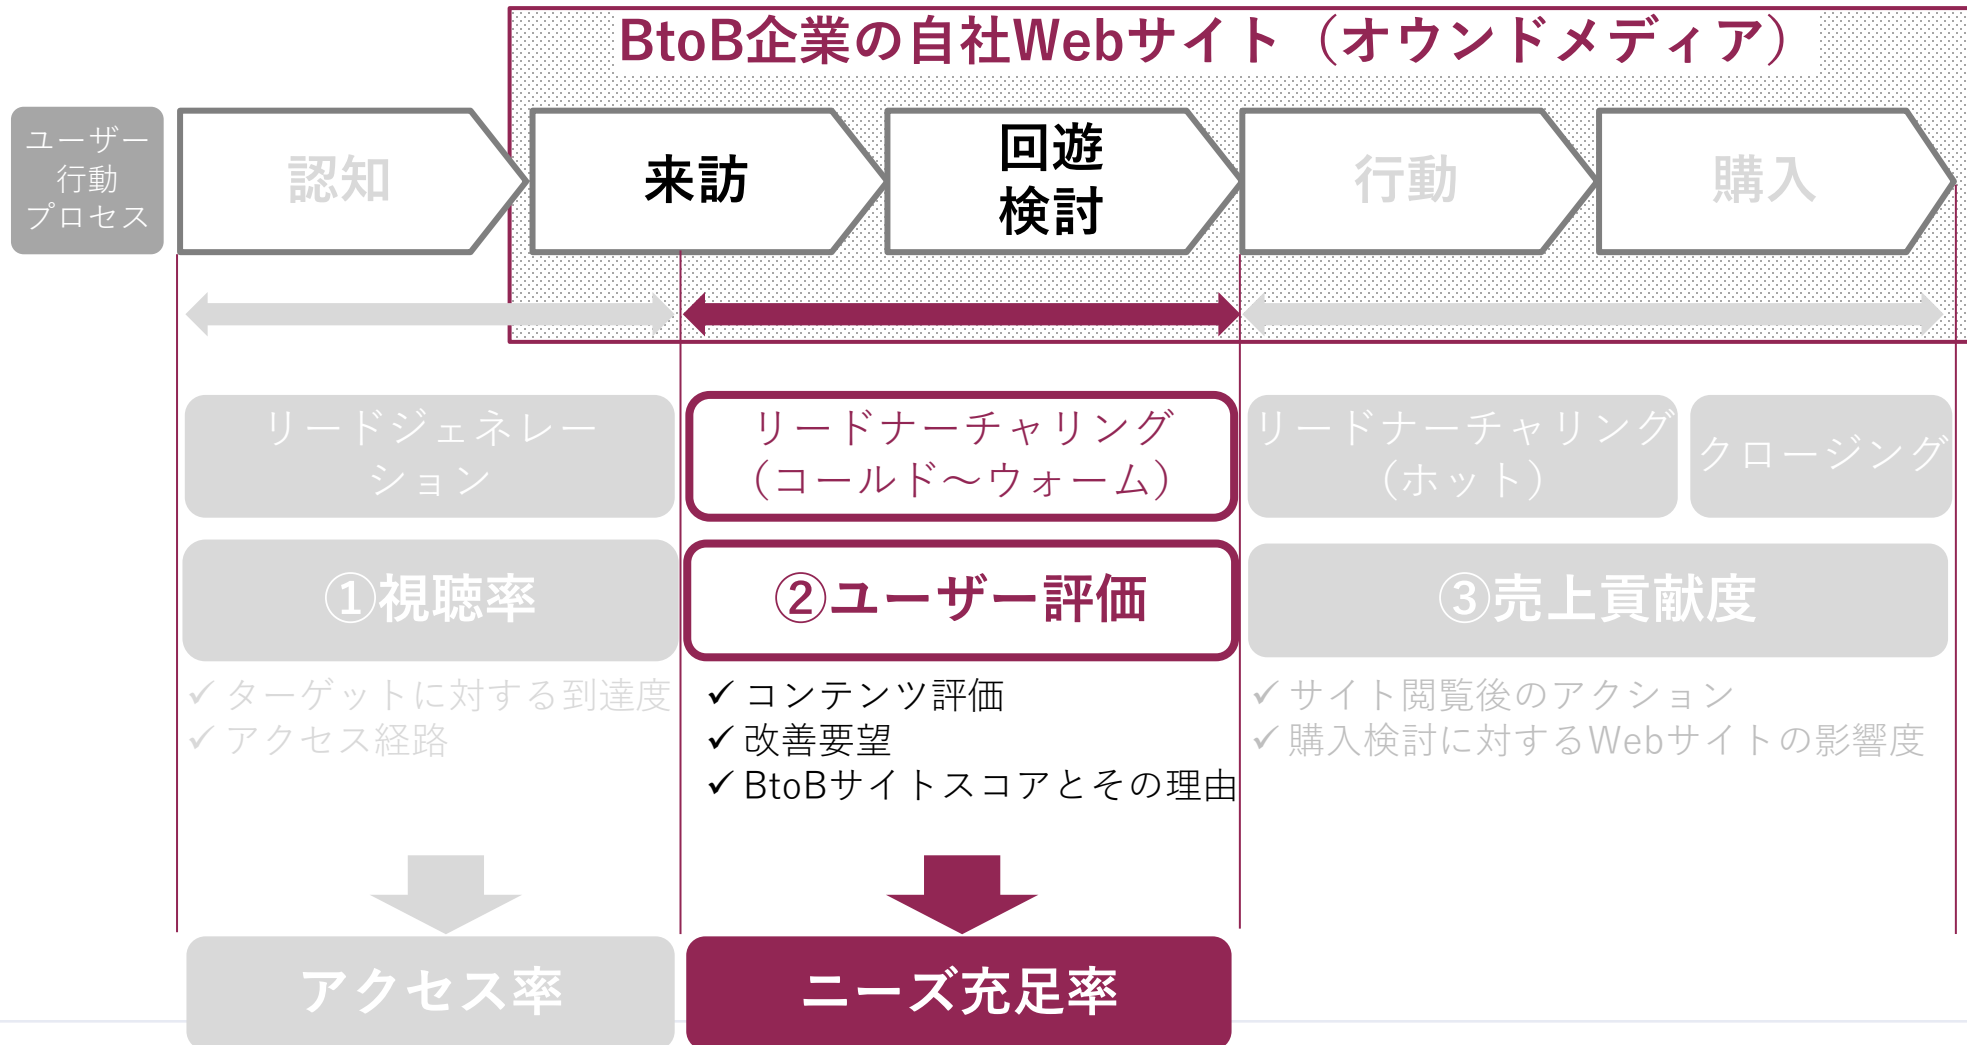 BtoB企業の自社Webサイト（オウンドメディア）
ユーザー
行動
プロセス
認知
来訪
回遊
検討
行動
購入
リードジェネレー
ション
リードナーチャリング
（コールド～ウォーム）
リードナーチャリング
（ホット）
クロージング
①視聴率
②ユーザー評価
③売上貢献度
✓ ターゲットに対する到達度
✓ アクセス経路
✓ コンテンツ評価
✓ 改善要望
✓ BtoBサイトスコアとその理由
✓ サイト閲覧後のアクション
✓ 購入検討に対するWebサイトの影響度
アクセス率
ニーズ充足率